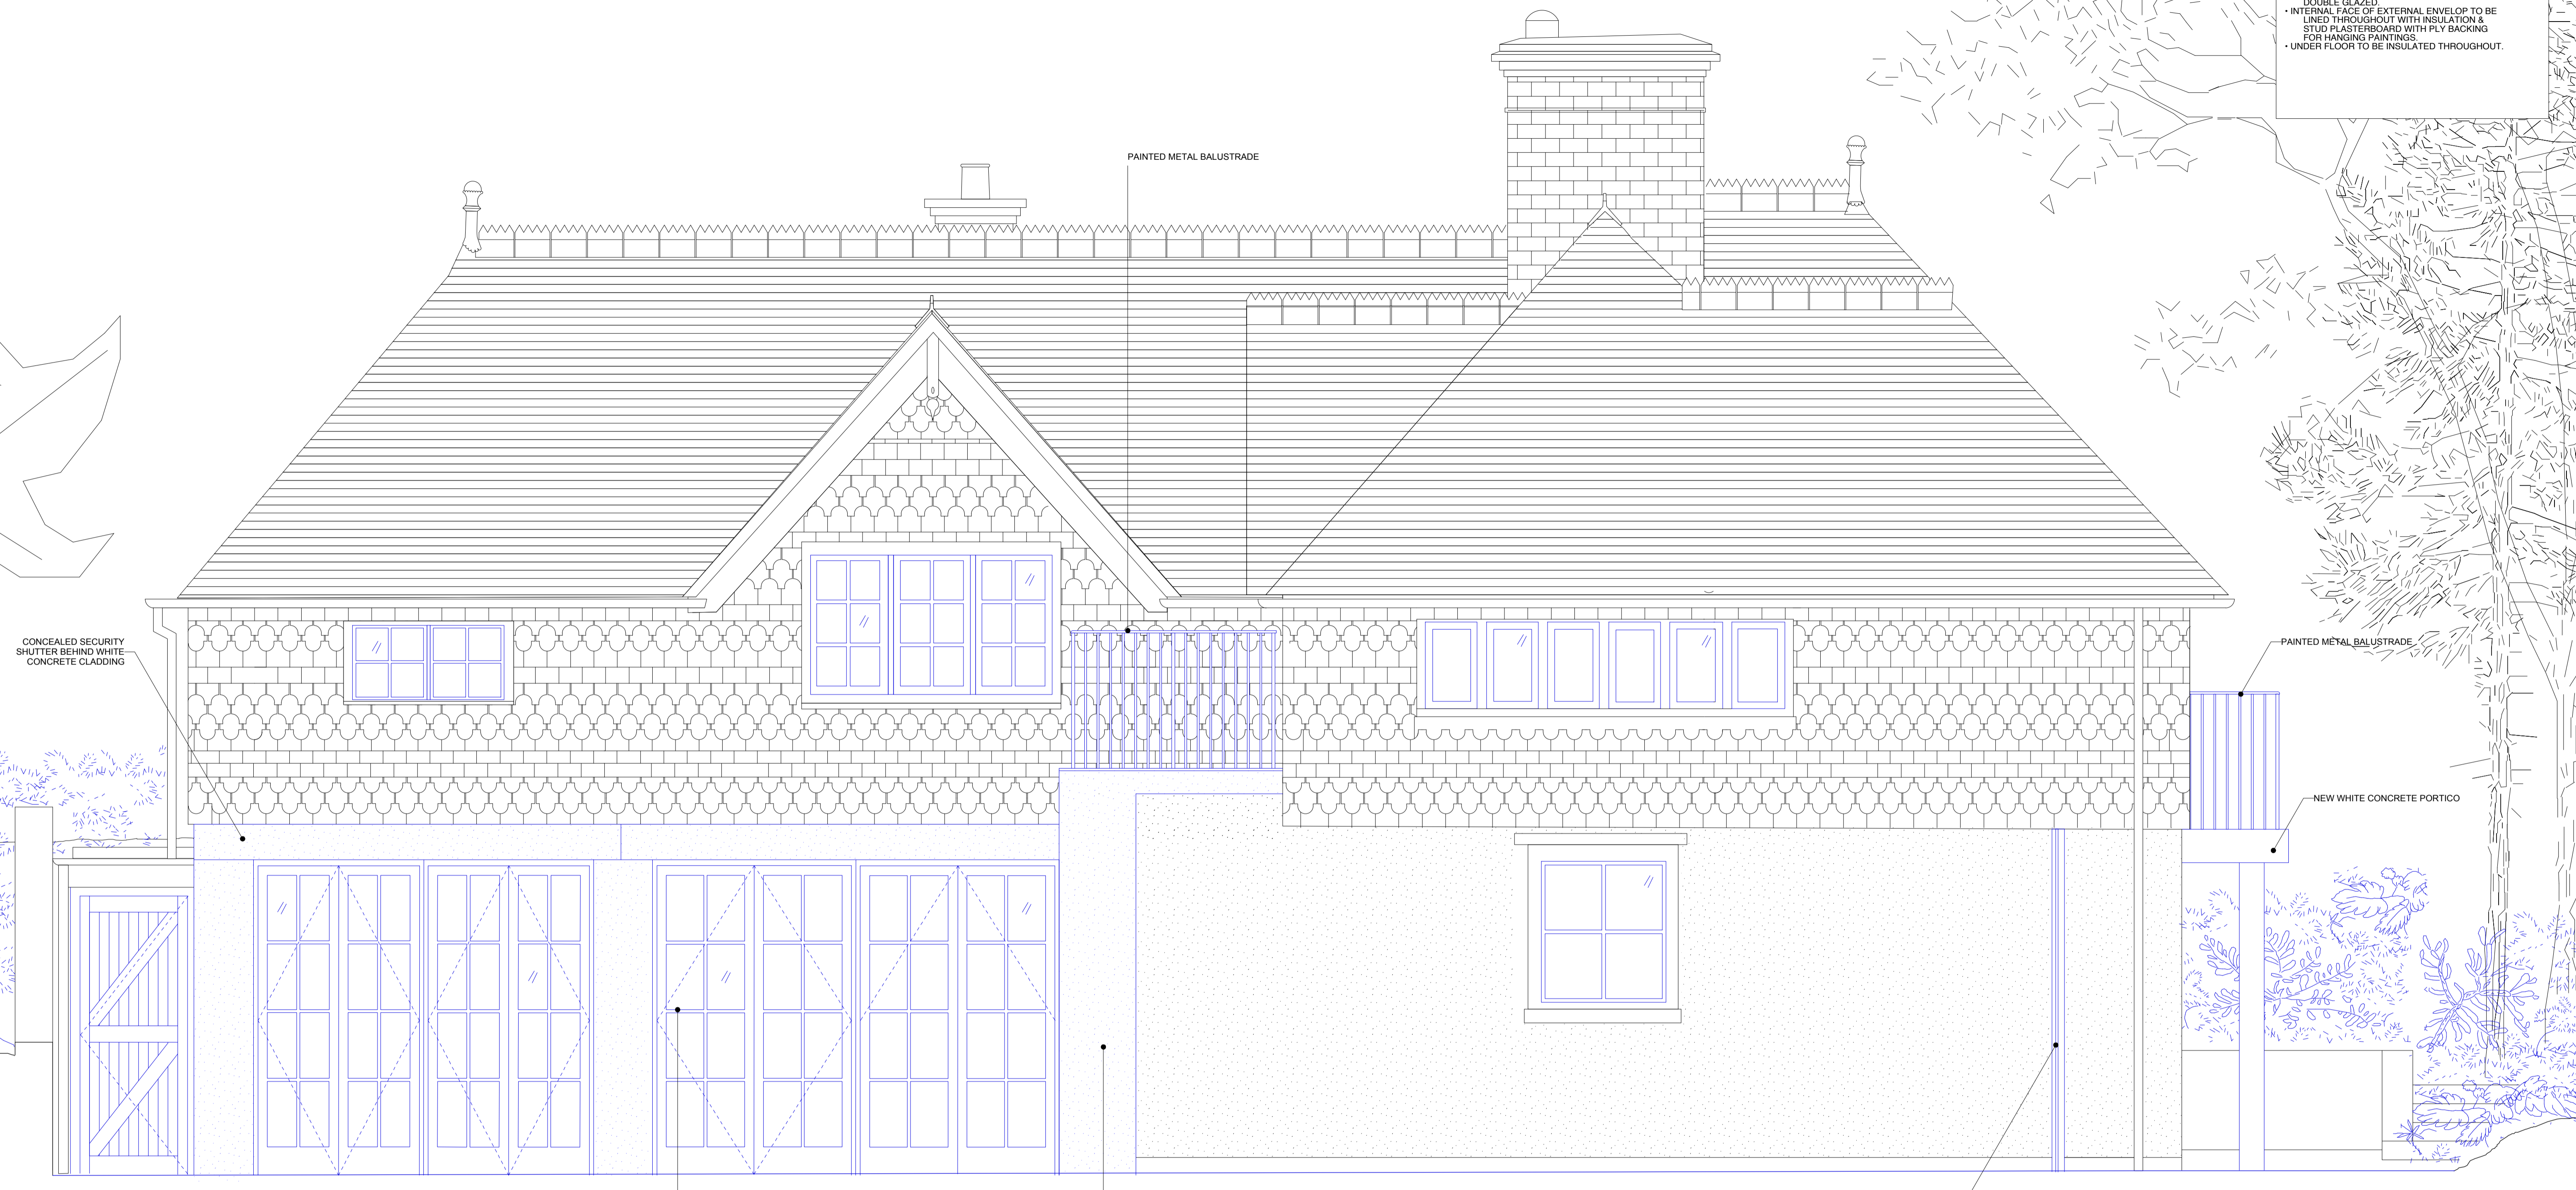 DOUBLE GLAZED.
• INTERNAL FACE OF EXTERNAL ENVELOP TO BE
LINED THROUGHOUT WITH INSULATION &
STUD PLASTERBOARD WITH PLY BACKING
FOR HANGING PAINTINGS.
• UNDER FLOOR TO BE INSULATED THROUGHOUT.
PAINTED METAL BALUSTRADE
CONCEALED SECURITY
SHUTTER BEHIND WHITE
CONCRETE CLADDING
PAINTED METAL BALUSTRADE
NEW WHITE CONCRETE PORTICO